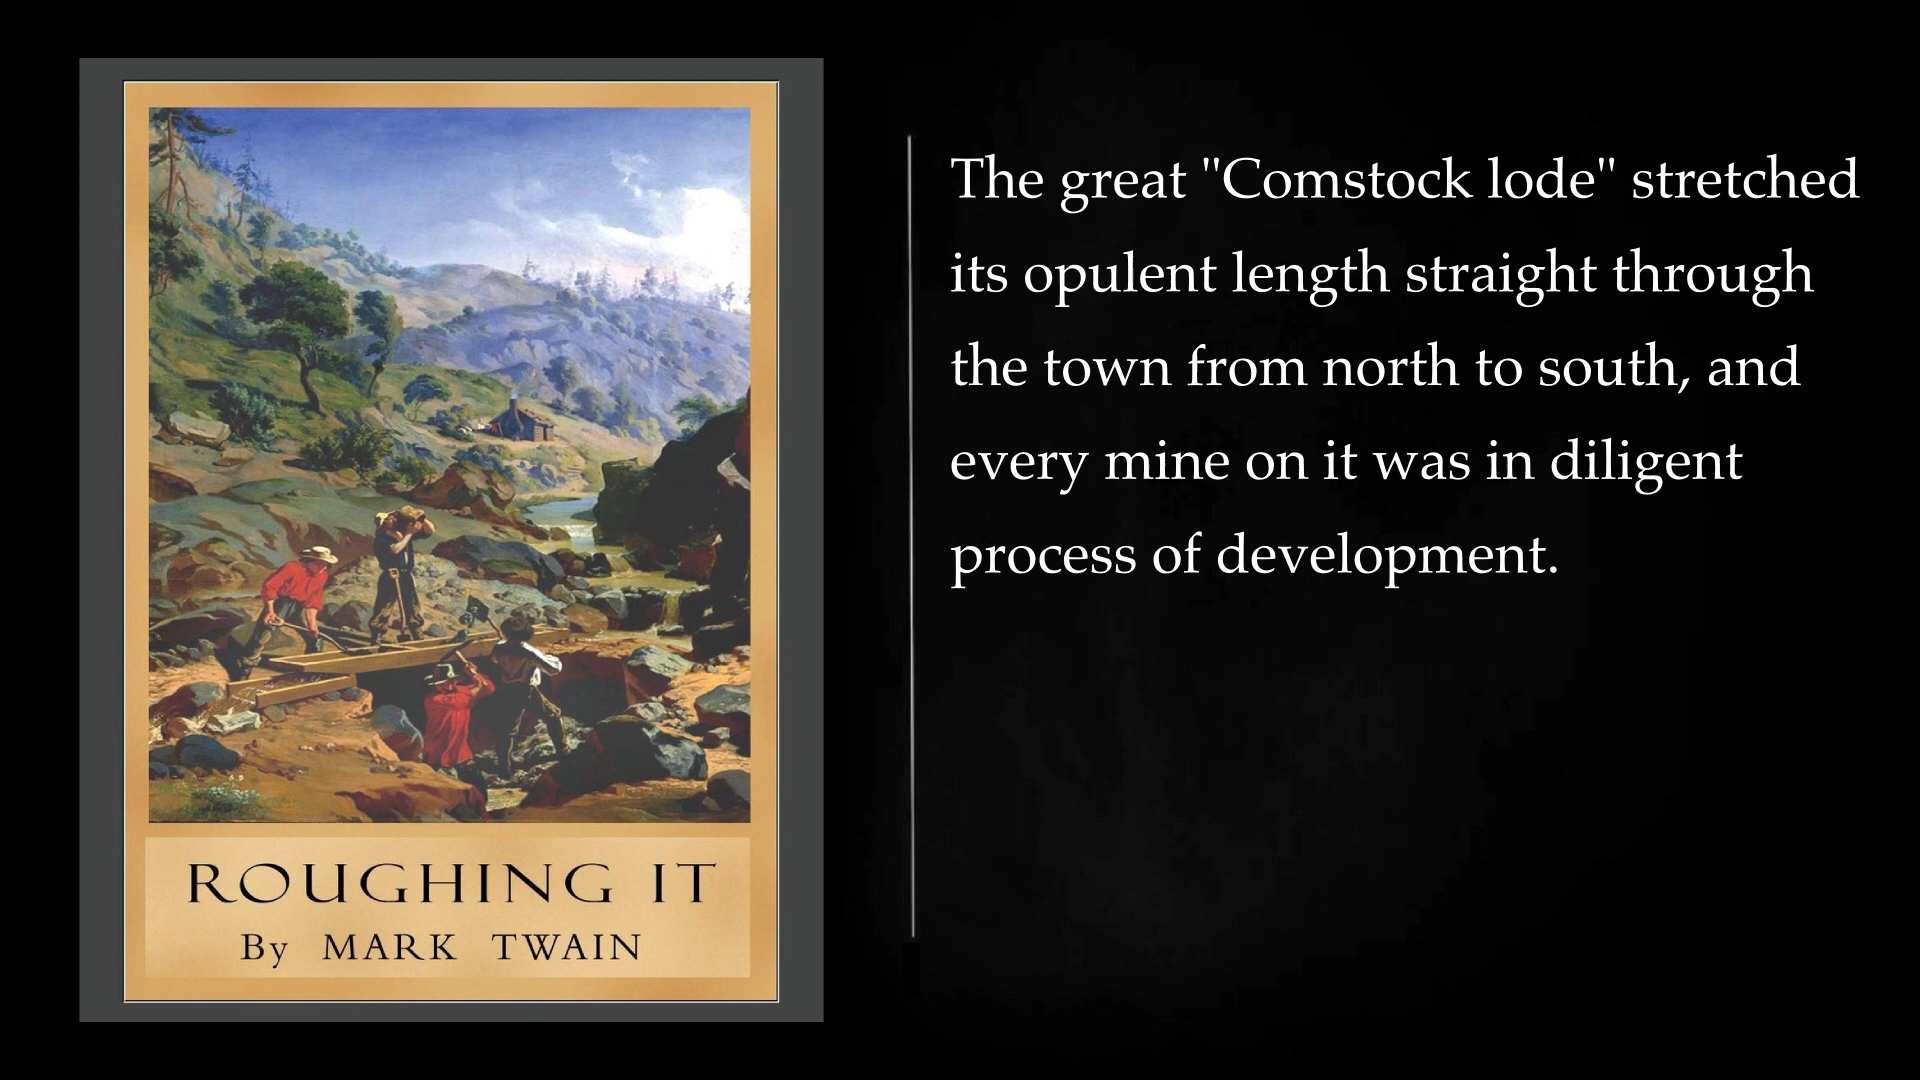 The great "Comstock lode" stretched
its opulent length straight through
the town from north to south, and
every mine on it was in diligent
process of development.
ROUGHING IT
By MARK TWAIN